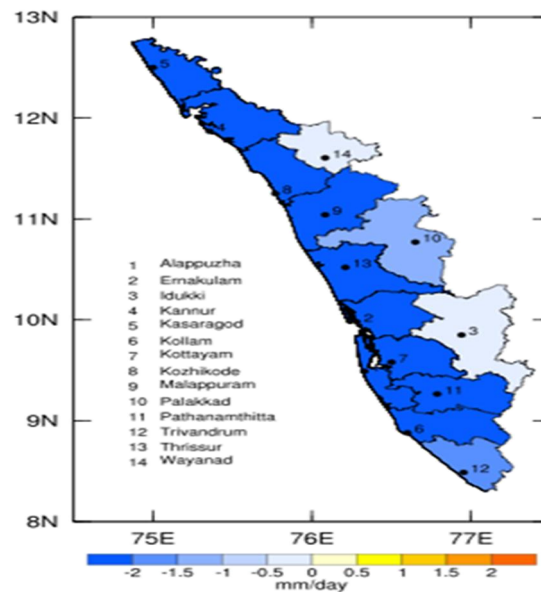 13N
12N
11N
10N
9N
8N
75E 76E 77E
5
4
14
8
9
10
13
2
3
7
11
6
12
1 Alappuzha
2 Ernakulam
3 Idukki
4 Kannur
5 Kasaragod
6 Kollam
7 Kottayam
8 Kozhikode
9 Malappuram
10 Palakkad
11 Pathanamthitta
12 Trivandrum
13 Thrissur
14 Wayanad
-2 -1.5 -1 -0.5 0 0.5 1 1.5 2
mm/day